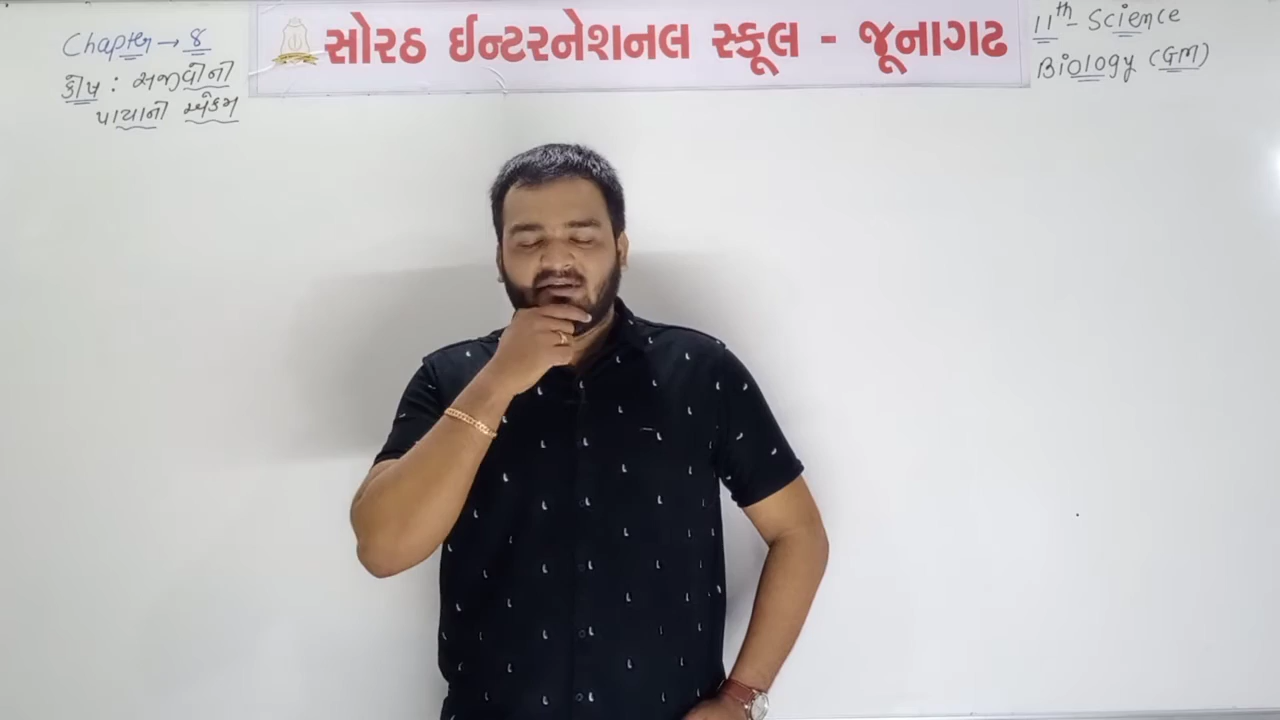 Chapter → 8
કોષ : સજીવોની
પાયાનો એકમ
સોરઠ ઈન્ટરનેશનલ સ્કૂલ - જૂનાગઢ
11th - Science
Biology (GM)